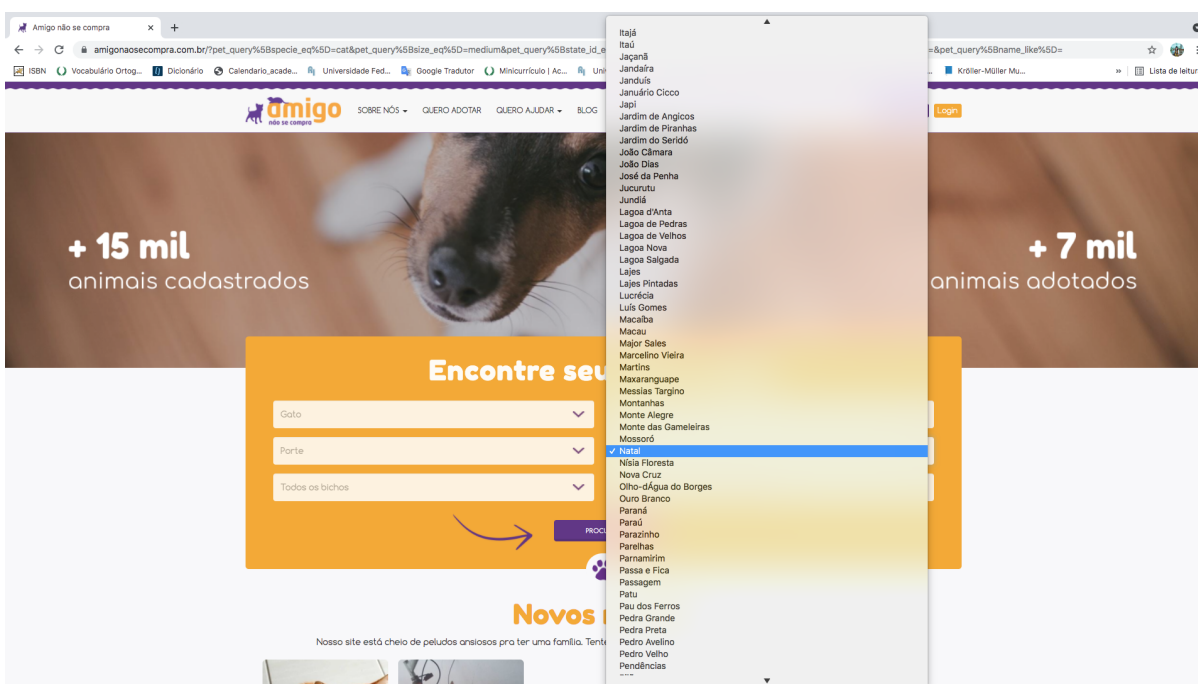 Amigo não se compra
amigonaosecompra.com.br/?pet_query%5Bspecie_eq%5D=cat&pet_query%5Bsize_eq%5D=medium&pet_query%5Bstate_id_e
=&pet_query%5Bname_like%5D=
ISBN Vocabulário Ortog... Dicionário Calendario_acade... Universidade Fed... Google Tradutor Minicurrículo | Ac... Uni
Kröller-Müller Mu... » Lista de leitur
amigo
não se compra
SOBRE NÓS QUERO ADOTAR QUERO AJUDAR BLOG
Login
+ 15 mil
animais cadastrados
+ 7 mil
animais adotados
Encontre seu
Gato
Porte
Todos os bichos
PROCU
Novos
Nosso site está cheio de peludos ansiosos pra ter uma família. Tente
Itajá
Itaú
Jaçanã
Jandaíra
Janduís
Januário Cicco
Japi
Jardim de Angicos
Jardim de Piranhas
Jardim do Seridó
João Câmara
João Dias
José da Penha
Jucurutu
Jundiá
Lagoa d'Anta
Lagoa de Pedras
Lagoa de Velhos
Lagoa Nova
Lagoa Salgada
Lajes
Lajes Pintadas
Lucrécia
Luís Gomes
Macaíba
Macau
Major Sales
Marcelino Vieira
Martins
Maxaranguape
Messias Targino
Montanhas
Monte Alegre
Monte das Gameleiras
Mossoró
✓ Natal
Nísia Floresta
Nova Cruz
Olho-dÁgua do Borges
Ouro Branco
Paraná
Paraú
Parazinho
Parelhas
Parnamirim
Passa e Fica
Passagem
Patu
Pau dos Ferros
Pedra Grande
Pedra Preta
Pedro Avelino
Pedro Velho
Pendências